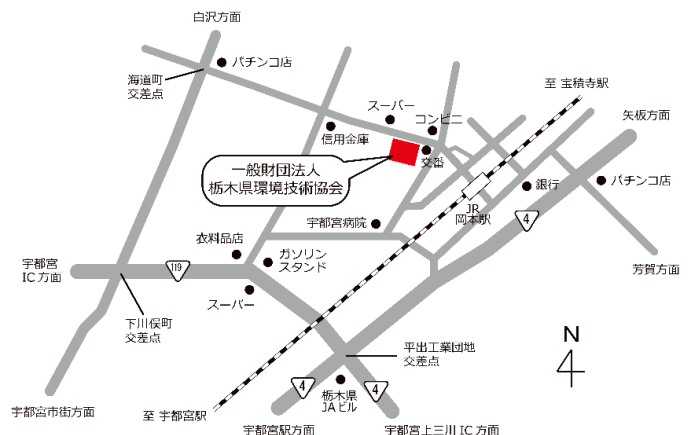 白沢方面
パチンコ店
海道町
交差点
至 宝積寺駅
スーパー
コンビニ
矢板方面
信用金庫
交番
一般財団法人
栃木県環境技術協会
銀行
パチンコ店
JR
岡本駅
4
宇都宮病院
衣料品店
ガソリン
スタンド
宇都宮
IC 方面
119
芳賀方面
スーパー
下川俣町
交差点
N
平出工業団地
交差点
4
4
栃木県
JAビル
宇都宮市街方面
至 宇都宮駅
宇都宮駅方面
宇都宮上三川 IC 方面